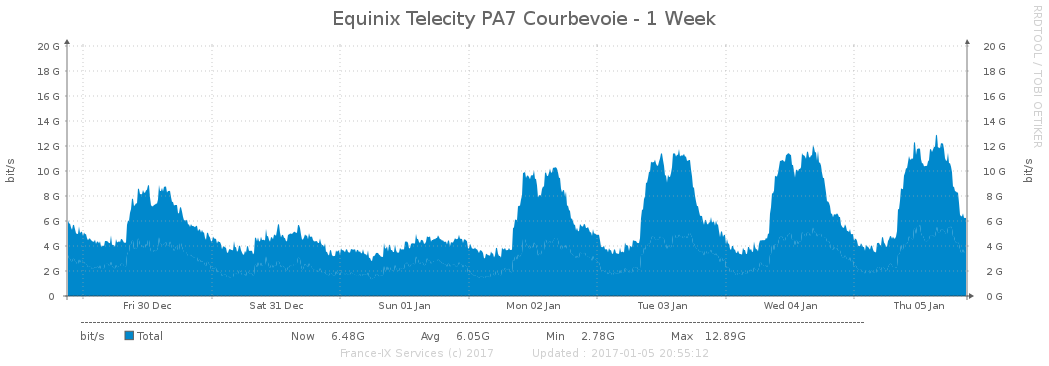 Equinix Telecity PA7 Courbevoie - 1 Week
RRDTOOL / TOBI OETIKER
20 G 20 G
18 G 18 G
16 G 16 G
14 G 14 G
12 G 12 G
10 G 10 G
8 G 8 G
6 G 6 G
4 G 4 G
2 G 2 G
0 0 G
bit/s
bit/s
Fri 30 Dec Sat 31 Dec Sun 01 Jan Mon 02 Jan Tue 03 Jan Wed 04 Jan Thu 05 Jan
bit/s Total Now 6.48G Avg 6.05G Min 2.78G Max 12.89G
France-IX Services (c) 2017 Updated : 2017-01-05 20:55:12